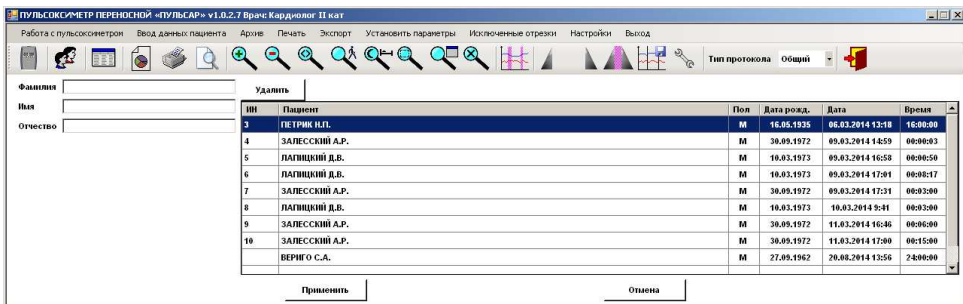 ПУЛЬСОКСИМЕТР ПЕРЕНОСНОЙ «ПУЛЬСАР» v1.0.2.7 Врач: Кардиолог II кат
Работа с пульсоксиметром Ввод данных пациента Архив Печать Экспорт Установить параметры Исключенные отрезки Настройки Выход
Тип протокола Общий
Фамилия
Удалить
Имя
Отчество
ИН Пациент Пол Дата рожд. Дата Время
3 ПЕТРИК Н.П. М 16.05.1935 06.03.2014 13:18 16:00:00
4 ЗАЛЕССКИЙ А.Р. М 30.09.1972 09.03.2014 14:59 00:00:03
5 ЛАПИЦКИЙ Д.В. М 10.03.1973 09.03.2014 16:58 00:00:50
6 ЛАПИЦКИЙ Д.В. М 10.03.1973 09.03.2014 17:01 00:08:17
7 ЗАЛЕССКИЙ А.Р. М 30.09.1972 09.03.2014 17:31 00:03:00
8 ЛАПИЦКИЙ Д.В. М 10.03.1973 10.03.2014 9:41 00:03:00
9 ЗАЛЕССКИЙ А.Р. М 30.09.1972 11.03.2014 16:46 00:06:00
10 ЗАЛЕССКИЙ А.Р. М 30.09.1972 11.03.2014 17:00 00:15:00
ВЕРИГО С.А. М 27.09.1962 20.08.2014 13:56 24:00:00
Применить Отмена